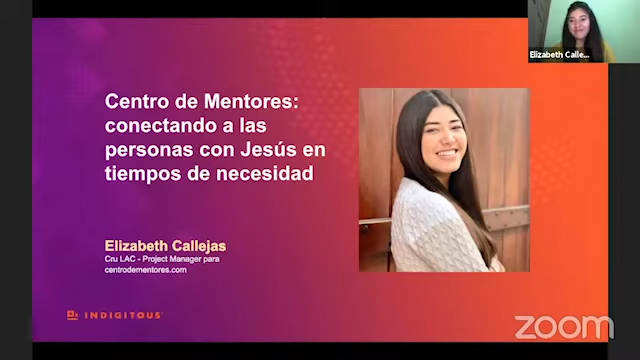 Elizabeth Calle...
Centro de Mentores:
conectando a las
personas con Jesús en
tiempos de necesidad
Elizabeth Callejas
Cru LAC - Project Manager para
centrodementores.com
INDIGITOUS
zoom